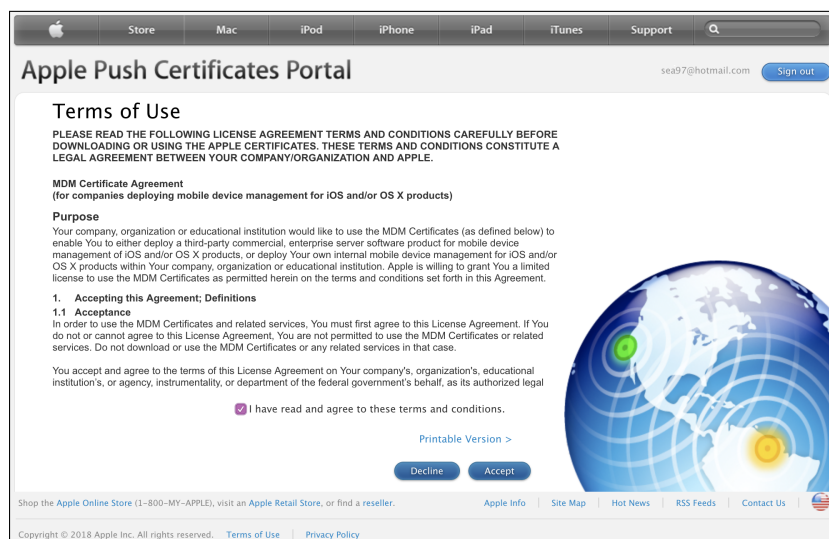 Store Mac iPod iPhone iPad iTunes Support
Apple Push Certificates Portal
sea97@hotmail.com Sign out
Terms of Use
PLEASE READ THE FOLLOWING LICENSE AGREEMENT TERMS AND CONDITIONS CAREFULLY BEFORE
DOWNLOADING OR USING THE APPLE CERTIFICATES. THESE TERMS AND CONDITIONS CONSTITUTE A
LEGAL AGREEMENT BETWEEN YOUR COMPANY/ORGANIZATION AND APPLE.
MDM Certificate Agreement
(for companies deploying mobile device management for iOS and/or OS X products)
Purpose
Your company, organization or educational institution would like to use the MDM Certificates (as defined below) to
enable You to either deploy a third-party commercial, enterprise server software product for mobile device
management of iOS and/or OS X products, or deploy Your own internal mobile device management for iOS and/or
OS X products within Your company, organization or educational institution. Apple is willing to grant You a limited
license to use the MDM Certificates as permitted herein on the terms and conditions set forth in this Agreement.
1. Accepting this Agreement; Definitions
1.1 Acceptance
In order to use the MDM Certificates and related services, You must first agree to this License Agreement. If You
do not or cannot agree to this License Agreement, You are not permitted to use the MDM Certificates or related
services. Do not download or use the MDM Certificates or any related services in that case.
You accept and agree to the terms of this License Agreement on Your company's, organization's, educational
institution's, or agency, instrumentality, or department of the federal government's behalf, as its authorized legal
I have read and agree to these terms and conditions.
Printable Version >
Decline Accept
Shop the Apple Online Store (1-800-MY-APPLE), visit an Apple Retail Store, or find a reseller. Apple Info | Site Map | Hot News | RSS Feeds | Contact Us |
Copyright © 2018 Apple Inc. All rights reserved. Terms of Use | Privacy Policy